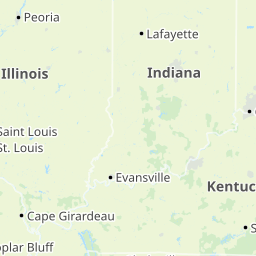 Peoria
Lafayette
Illinois
Indiana
Saint Louis
St. Louis
Evansville
Kentuc
Cape Girardeau
S
plar Bluff